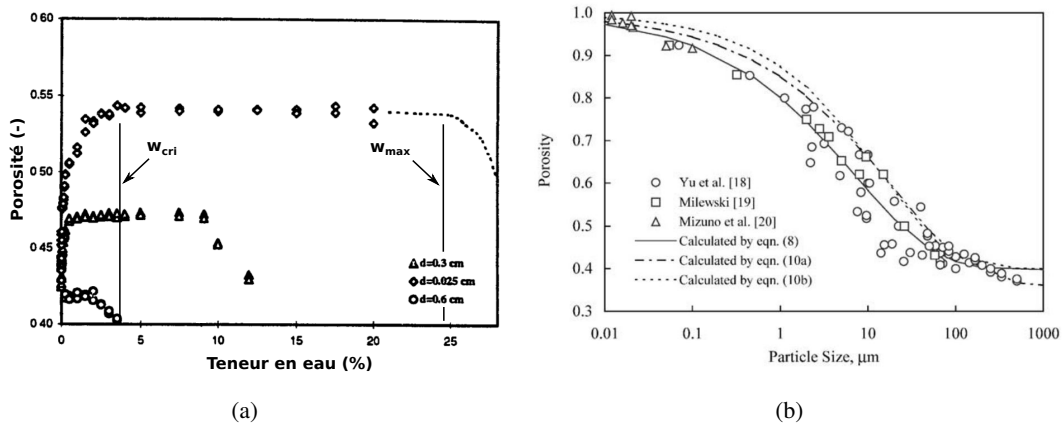 0.60
0.55
0.50
0.45
0.40
Porosité (-)
w_cri
w_max
d=0.3 cm
d=0.025 cm
d=0.6 cm
0 5 10 15 20 25
Teneur en eau (%)
(a)
1.0
0.9
0.8
0.7
0.6
0.5
0.4
0.3
Porosity
Yu et al. [18]
Milewski [19]
Mizuno et al. [20]
Calculated by eqn. (8)
Calculated by eqn. (10a)
Calculated by eqn. (10b)
0.01 0.1 1 10 100 1000
Particle Size, μm
(b)